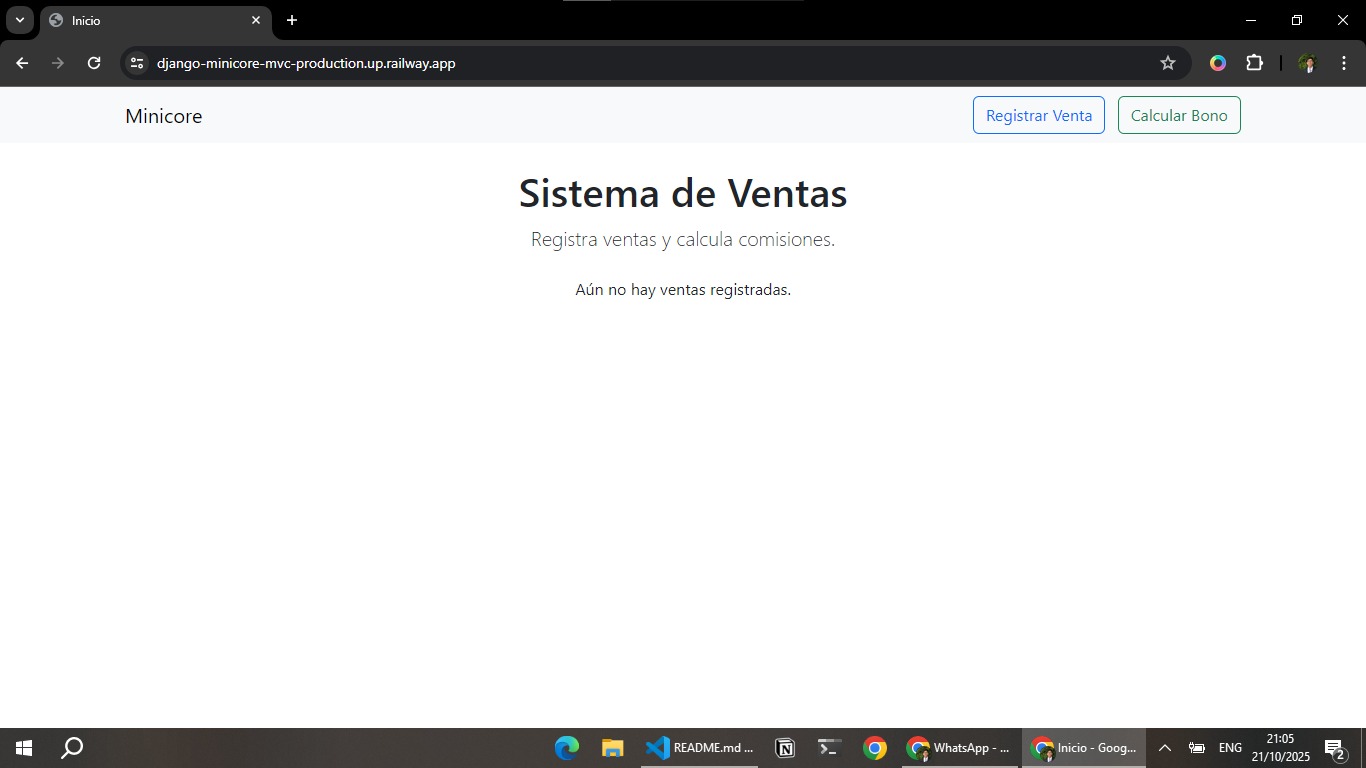 Inicio
django-minicore-mvc-production.up.railway.app
Minicore
Registrar Venta
Calcular Bono
Sistema de Ventas
Registra ventas y calcula comisiones.
Aún no hay ventas registradas.
README.md ...
WhatsApp - ...
Inicio - Goog...
ENG
21:05
21/10/2025
2